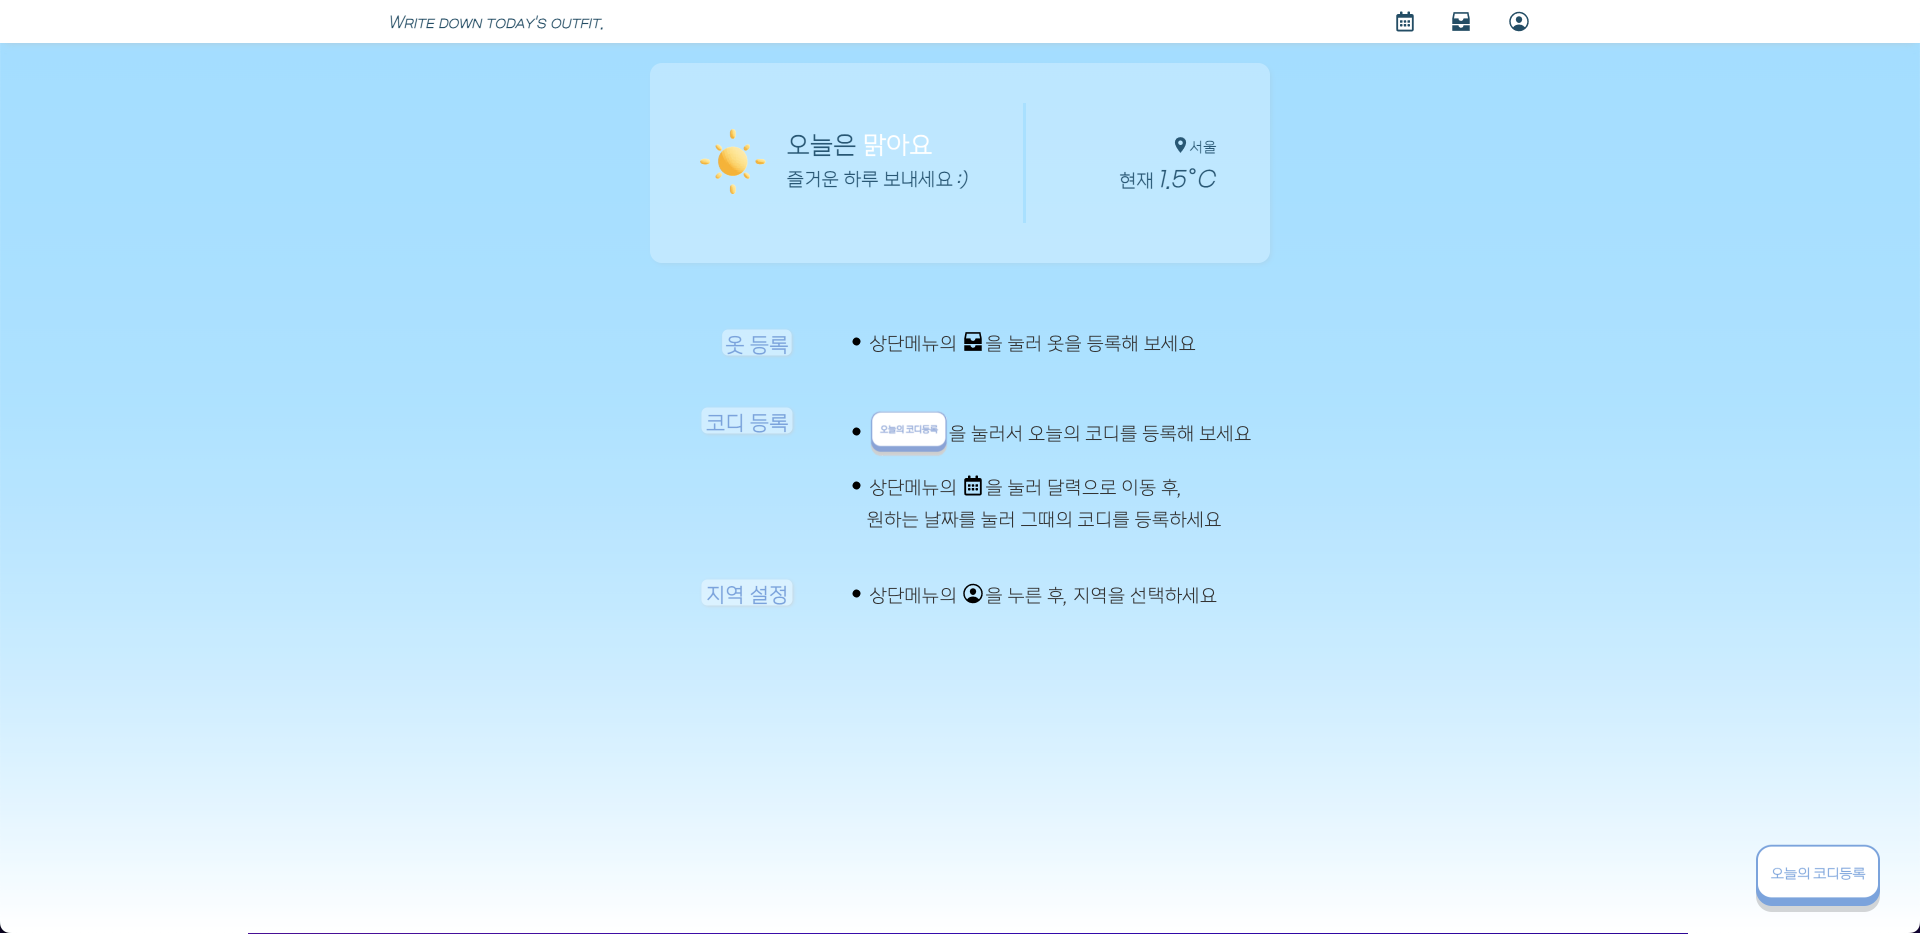 Write down today's outfit.
오늘은 맑아요
즐거운 하루 보내세요 :)
서울
현재 1.5°C
옷 등록
상단메뉴의 을 눌러 옷을 등록해 보세요
코디 등록
오늘의 코디등록 을 눌러서 오늘의 코디를 등록해 보세요
상단메뉴의 을 눌러 달력으로 이동 후,
원하는 날짜를 눌러 그때의 코디를 등록하세요
지역 설정
상단메뉴의 을 누른 후, 지역을 선택하세요
오늘의 코디등록